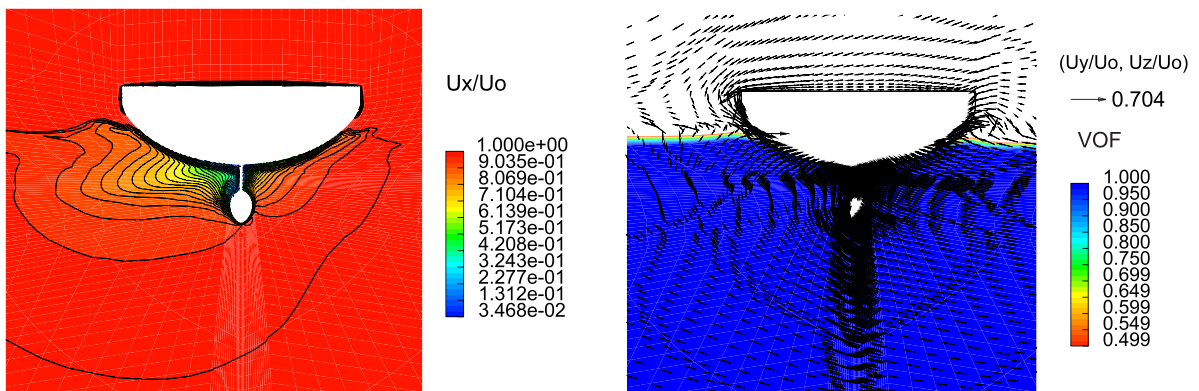 Ux/Uo
1.000e+00
9.035e-01
8.069e-01
7.104e-01
6.139e-01
5.173e-01
4.208e-01
3.243e-01
2.277e-01
1.312e-01
3.468e-02
(Uy/Uo, Uz/Uo)
0.704
VOF
1.000
0.950
0.900
0.850
0.800
0.750
0.699
0.649
0.599
0.549
0.499